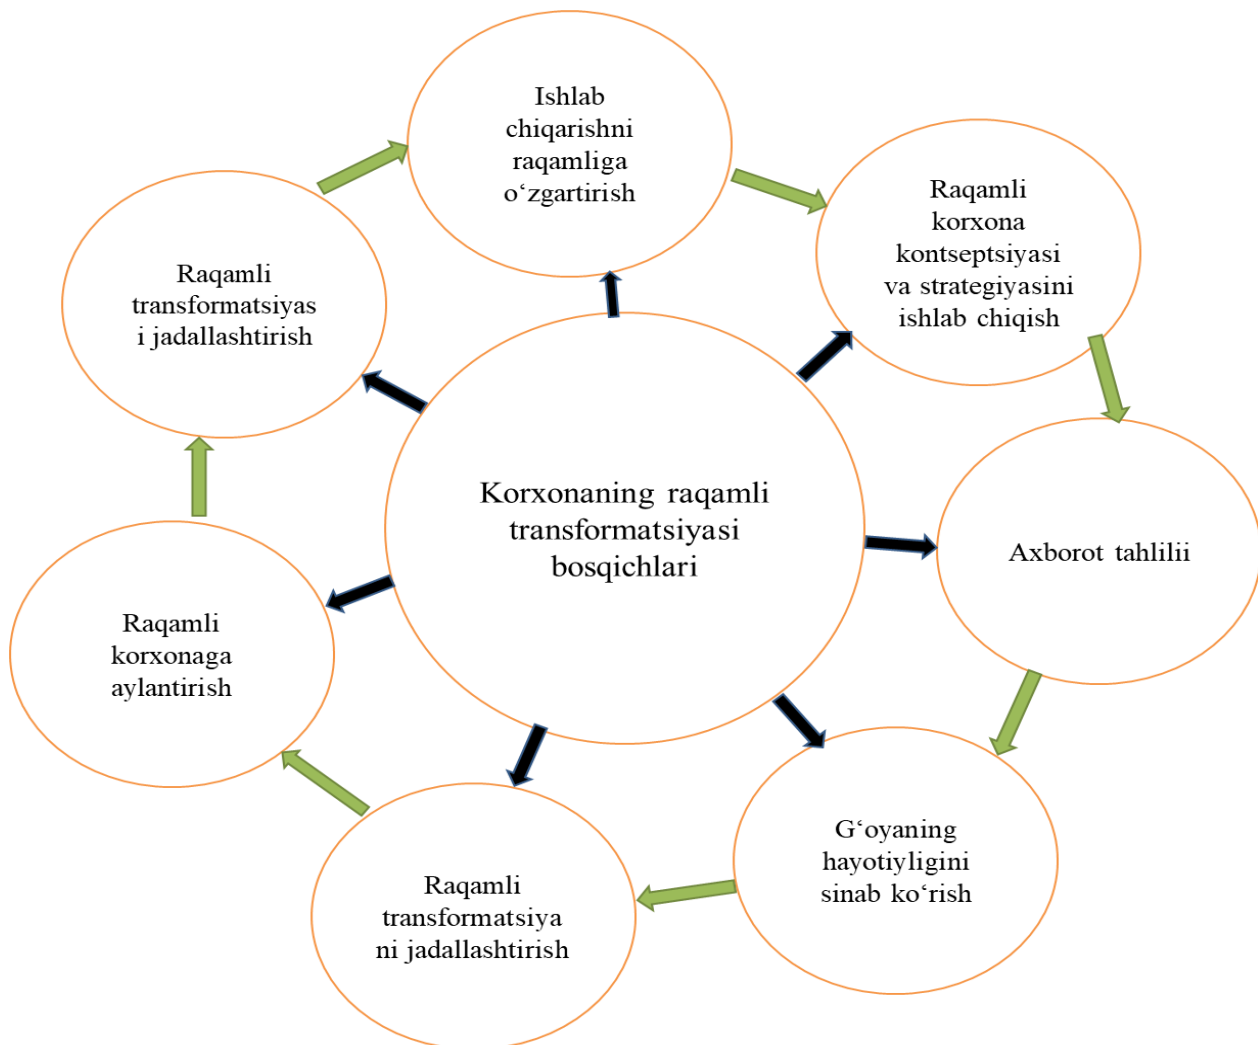 Ishlab
chiqarishni
raqamliga
o‘zgartirish
Raqamli
korxona
kontseptsiyasi
va strategiyasini
ishlab chiqish
Raqamli
transformatsiyas
i jadallashtirish
Korxonaning raqamli
transformatsiyasi
bosqichlari
Axborot tahlilii
Raqamli
korxonaga
aylantirish
G‘oyaning
hayotiyligini
sinab ko‘rish
Raqamli
transformatsiya
ni jadallashtirish